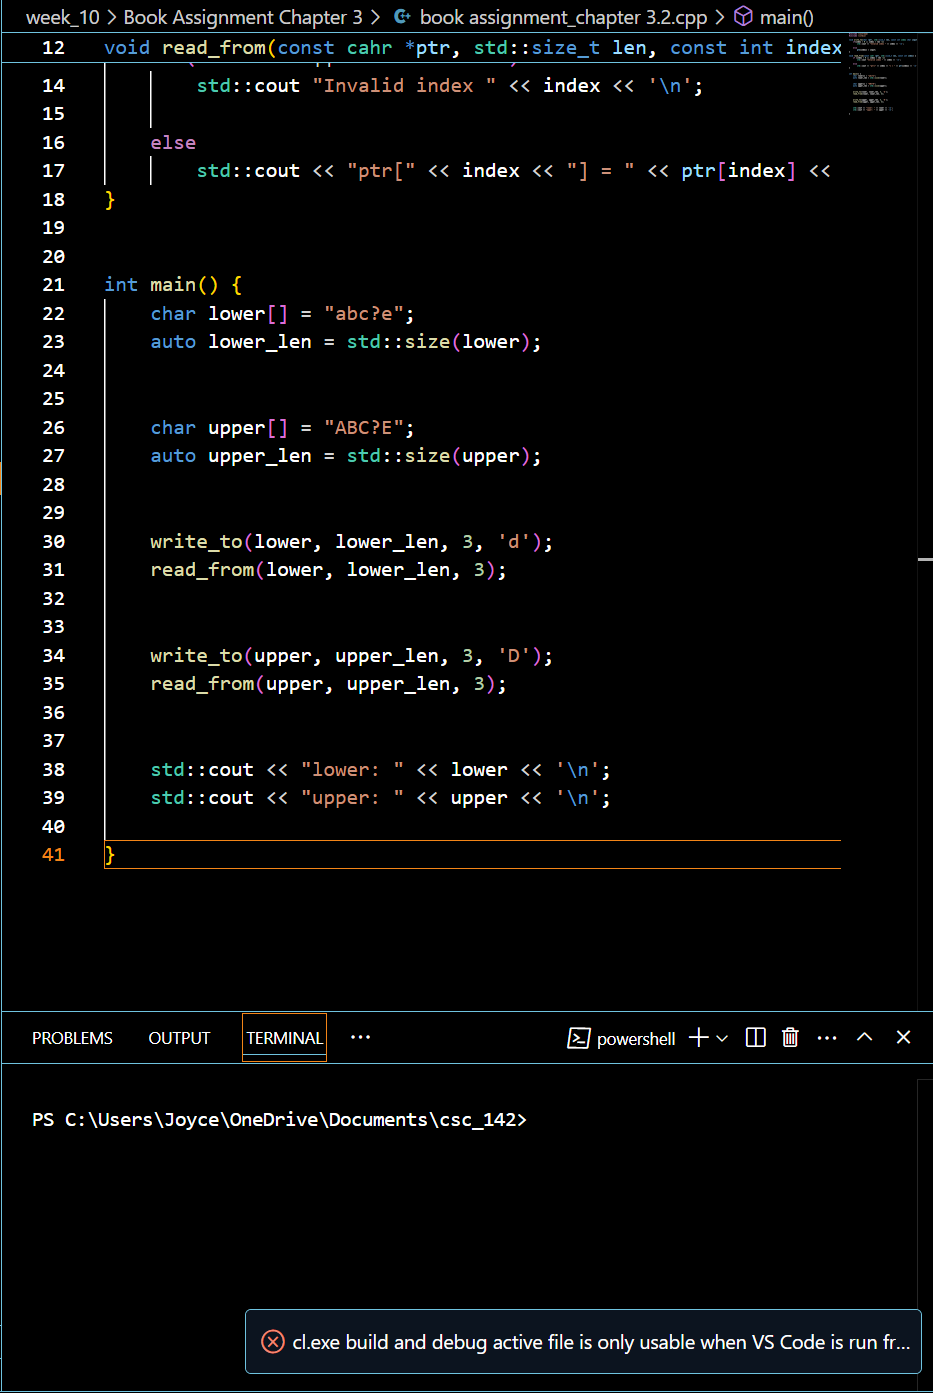 week_10 > Book Assignment Chapter 3 > book assignment_chapter 3.2.cpp > main()
12 void read_from(const cahr *ptr, std::size_t len, const int index
14 std::cout "Invalid index " << index << '\n';
15
16 else
17 std::cout << "ptr[" << index << "] = " << ptr[index] <<
18 }
19
20
21 int main() {
22 char lower[] = "abc?e";
23 auto lower_len = std::size(lower);
24
25
26 char upper[] = "ABC?E";
27 auto upper_len = std::size(upper);
28
29
30 write_to(lower, lower_len, 3, 'd');
31 read_from(lower, lower_len, 3);
32
33
34 write_to(upper, upper_len, 3, 'D');
35 read_from(upper, upper_len, 3);
36
37
38 std::cout << "lower: " << lower << '\n';
39 std::cout << "upper: " << upper << '\n';
40
41 }
PROBLEMS OUTPUT TERMINAL ··· powershell
PS C:\Users\Joyce\OneDrive\Documents\csc_142>
cl.exe build and debug active file is only usable when VS Code is run fr...